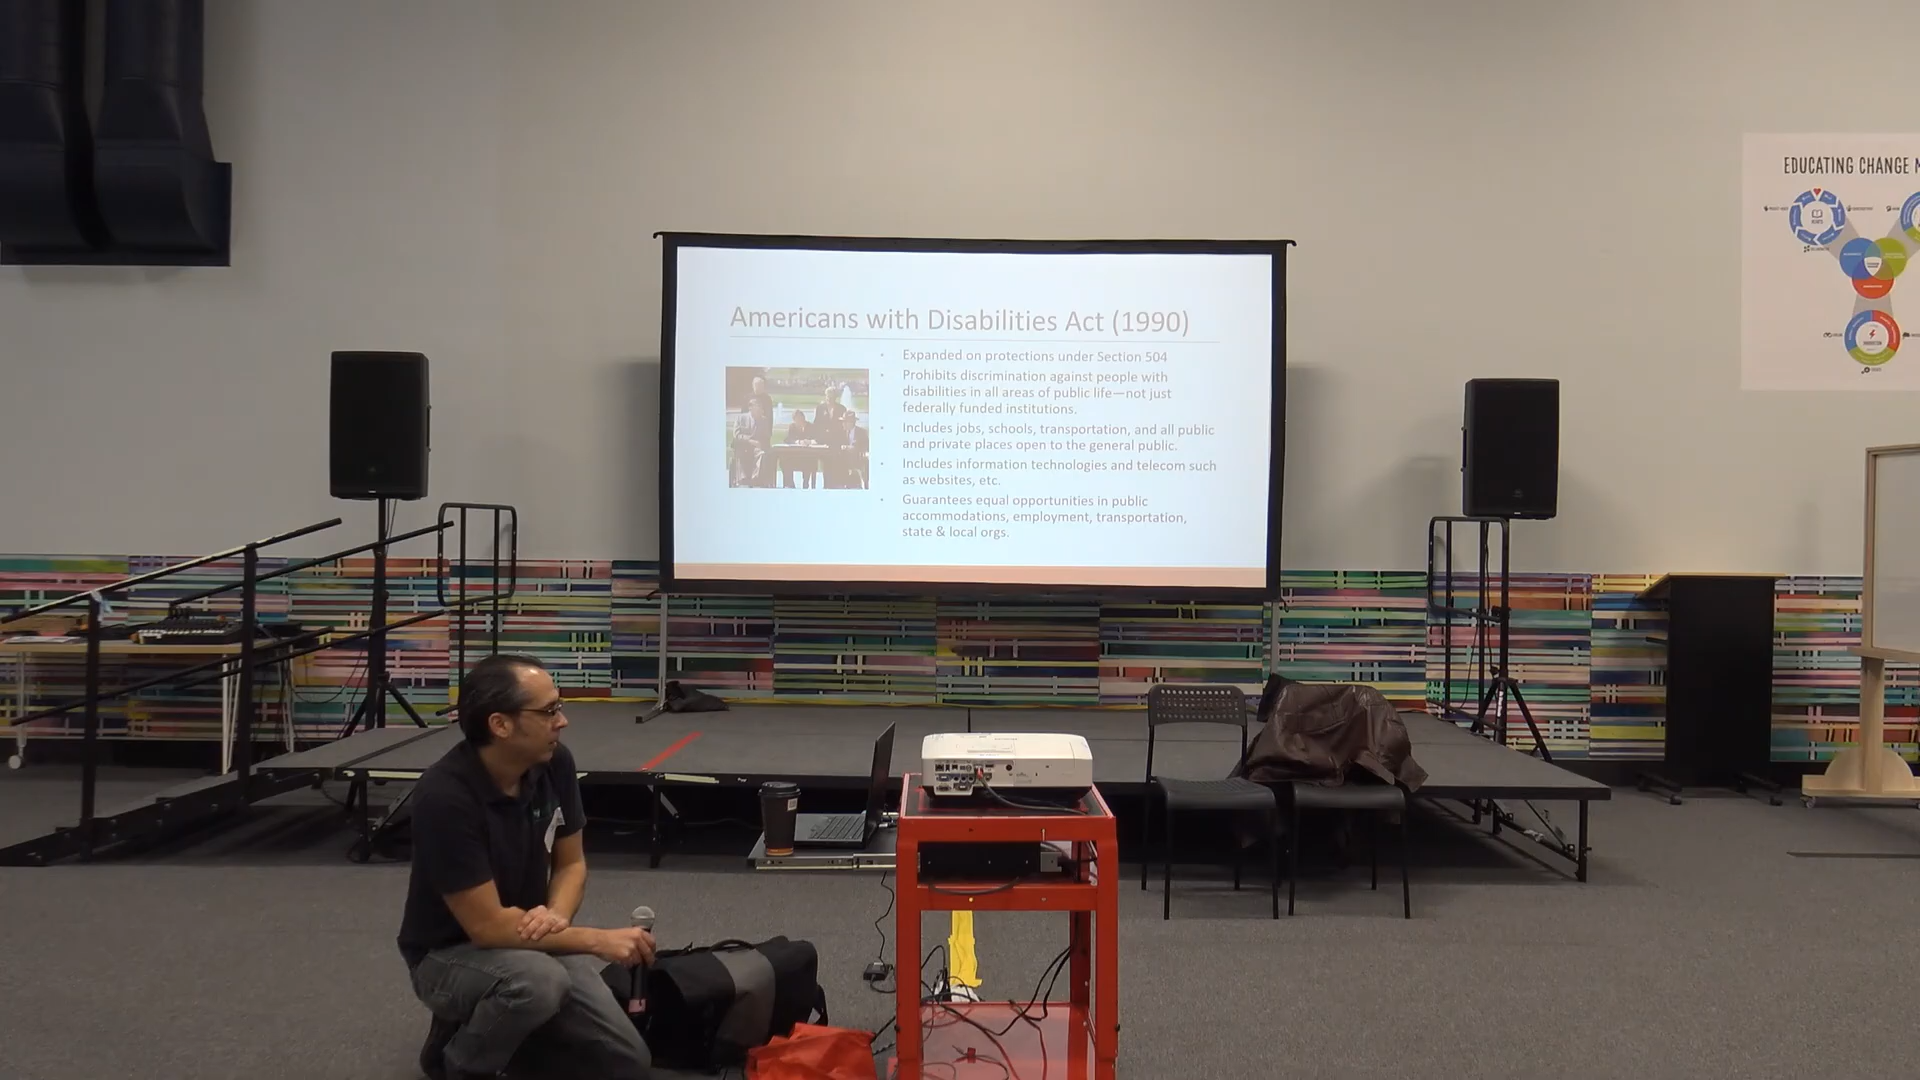 EDUCATING CHANGE
Americans with Disabilities Act (1990)
Expanded on protections under Section 504
Prohibits discrimination against people with
disabilities in all areas of public life—not just
federally funded institutions.
Includes jobs, schools, transportation, and all public
and private places open to the general public.
Includes information technologies and telecom such
as websites, etc.
Guarantees equal opportunities in public
accommodations, employment, transportation,
state & local orgs.